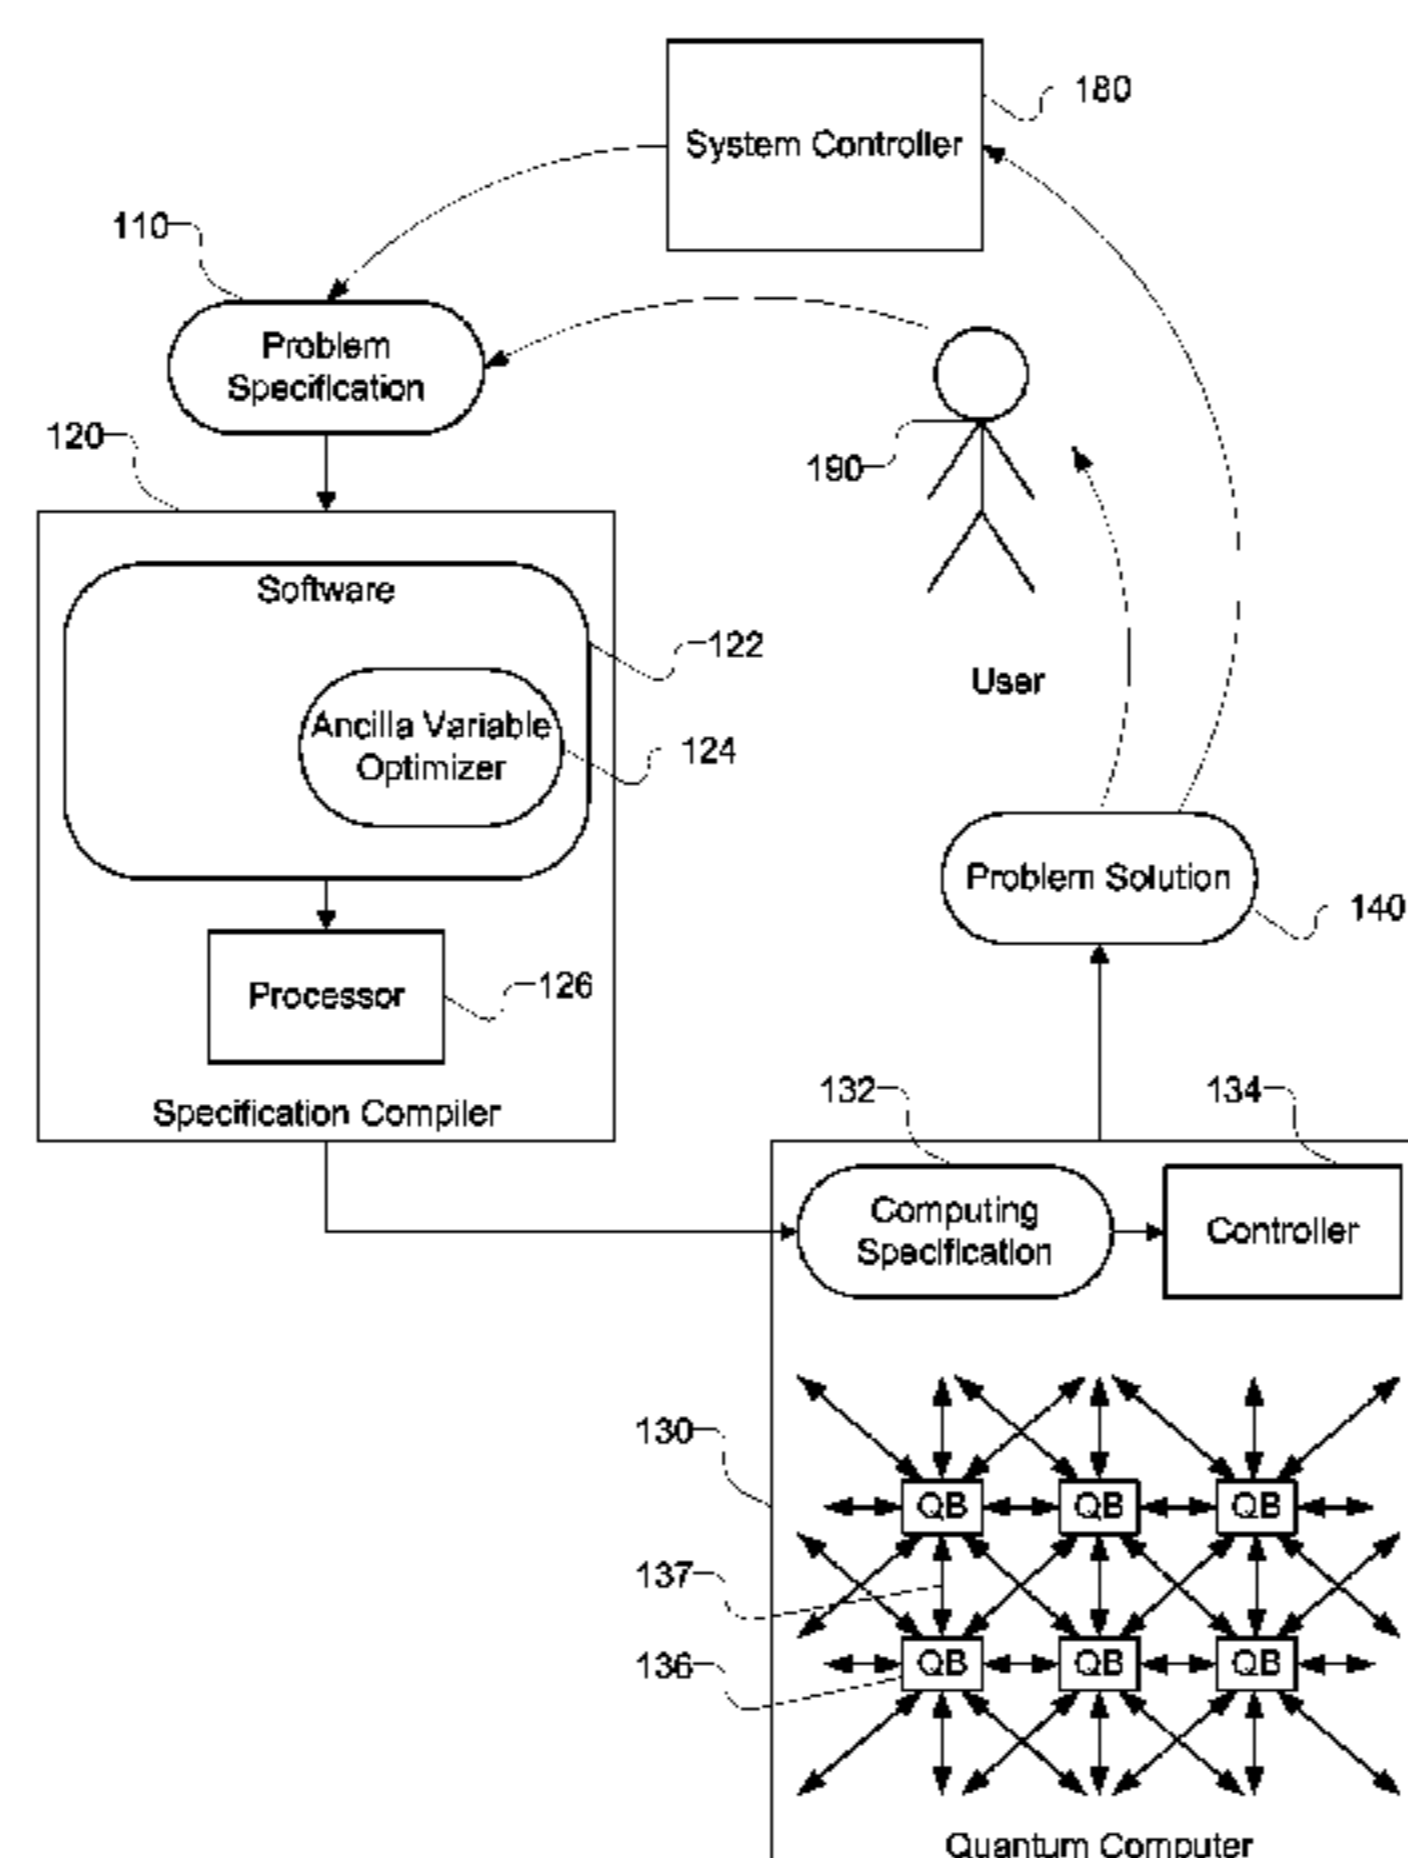 180
System Controller
110
Problem
Specification
120
190
Software
122
User
Ancilla Variable
Optimizer
124
Problem Solution
140
Processor
126
Specification Compiler
132
134
Computing
Specification
Controller
130
QB QB QB
137
136
QB QB QB
Quantum Computer